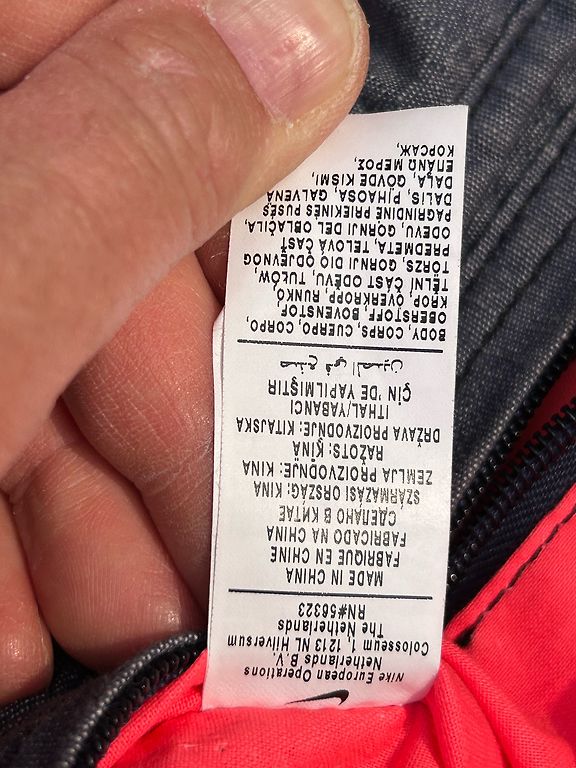 Nike European Operations
Netherlands B.V.
Colosseum 1, 1213 NL Hilversum
The Netherlands
RN#56323
MADE IN CHINA
FABRIQUÉ EN CHINE
FABRICADO NA CHINA
СДЕЛАНО В КИТАЕ
SZÁRMAZÁSI ORSZÁG: KÍNA
ZEMLJA PROIZVODNJE: KINA
RAŽOTS: ĶĪNĀ
DRŽAVA PROIZVODNJE: KITAJSKA
ITHAL/YABANCI
ÇİN 'DE YAPILMIŞTIR
صنع في الصين
BODY, CORPS, CUERPO, CORPO,
OBERSTOFF, BOVENSTOF
KROP, ÖVERKROPP, RUNKO,
TĚLNÍ ČÁST ODĚVU, TUŁÓW,
TÖRZS, GORNJI DIO ODJEVNOG
PREDMETA, TELOVÁ ČASŤ
ODEVU, GORNJI DEL OBLAČILA,
PAGRINDINĖ PRIEKINĖS PUSĖS
DALIS, PIHAOSA, GALVENĀ
DAĻA, GÖVDE KISMI,
ΕΠΑΝΩ ΜΕΡΟΣ,
КОРСАЖ,